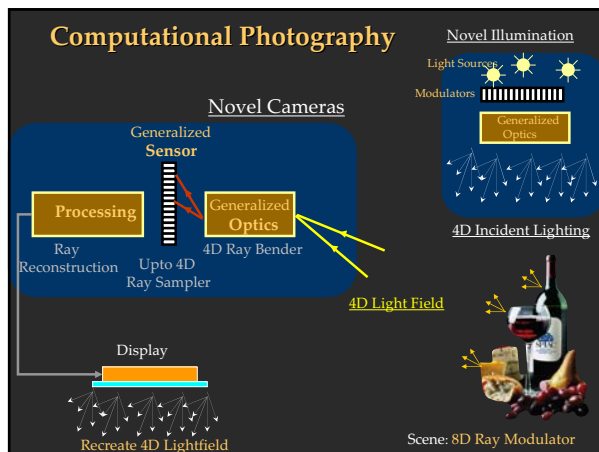 Computational Photography
Novel Illumination
Light Sources
Modulators
Generalized
Optics
4D Incident Lighting
Novel Cameras
Generalized
Sensor
Processing
Generalized
Optics
Ray
Reconstruction
Upto 4D
Ray Sampler
4D Ray Bender
4D Light Field
Display
Recreate 4D Lightfield
Scene: 8D Ray Modulator